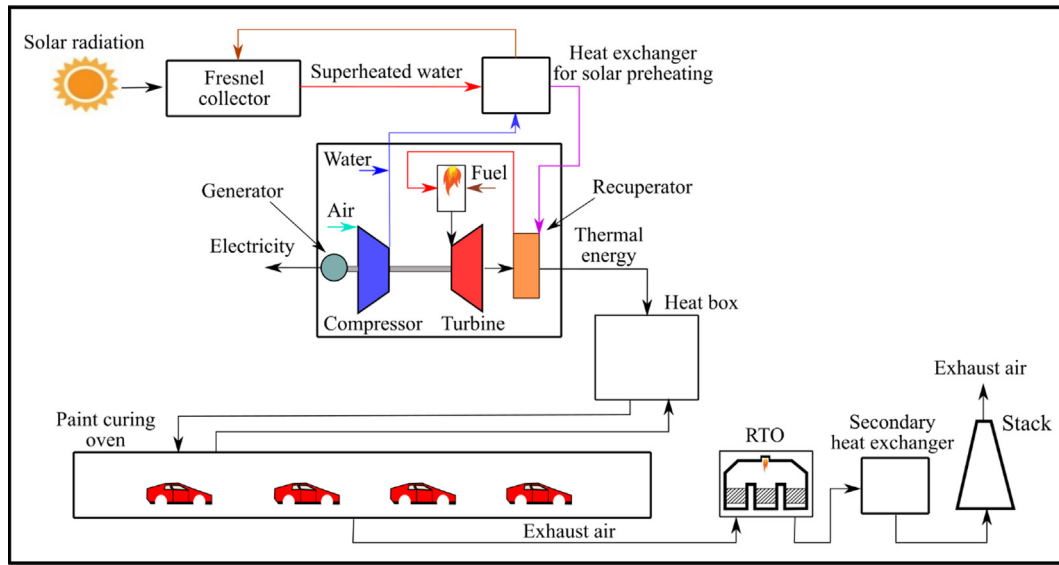 Solar radiation
Fresnel
collector
Superheated water
Heat exchanger
for solar preheating
Water
Fuel
Generator
Recuperator
Air
Thermal
energy
Electricity
Compressor
Turbine
Heat box
Paint curing
oven
Exhaust air
RTO
Secondary
heat exchanger
Exhaust air
Stack